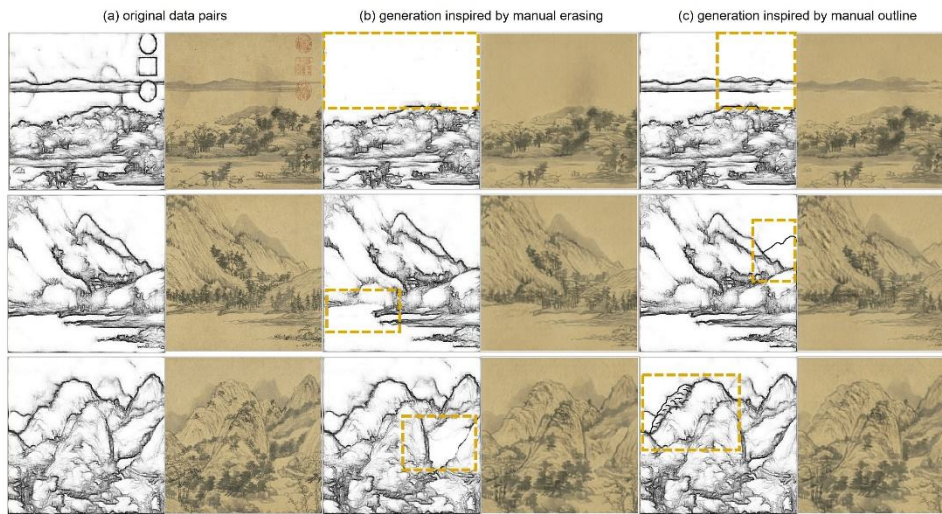 (a) original data pairs
(b) generation inspired by manual erasing
(c) generation inspired by manual outline